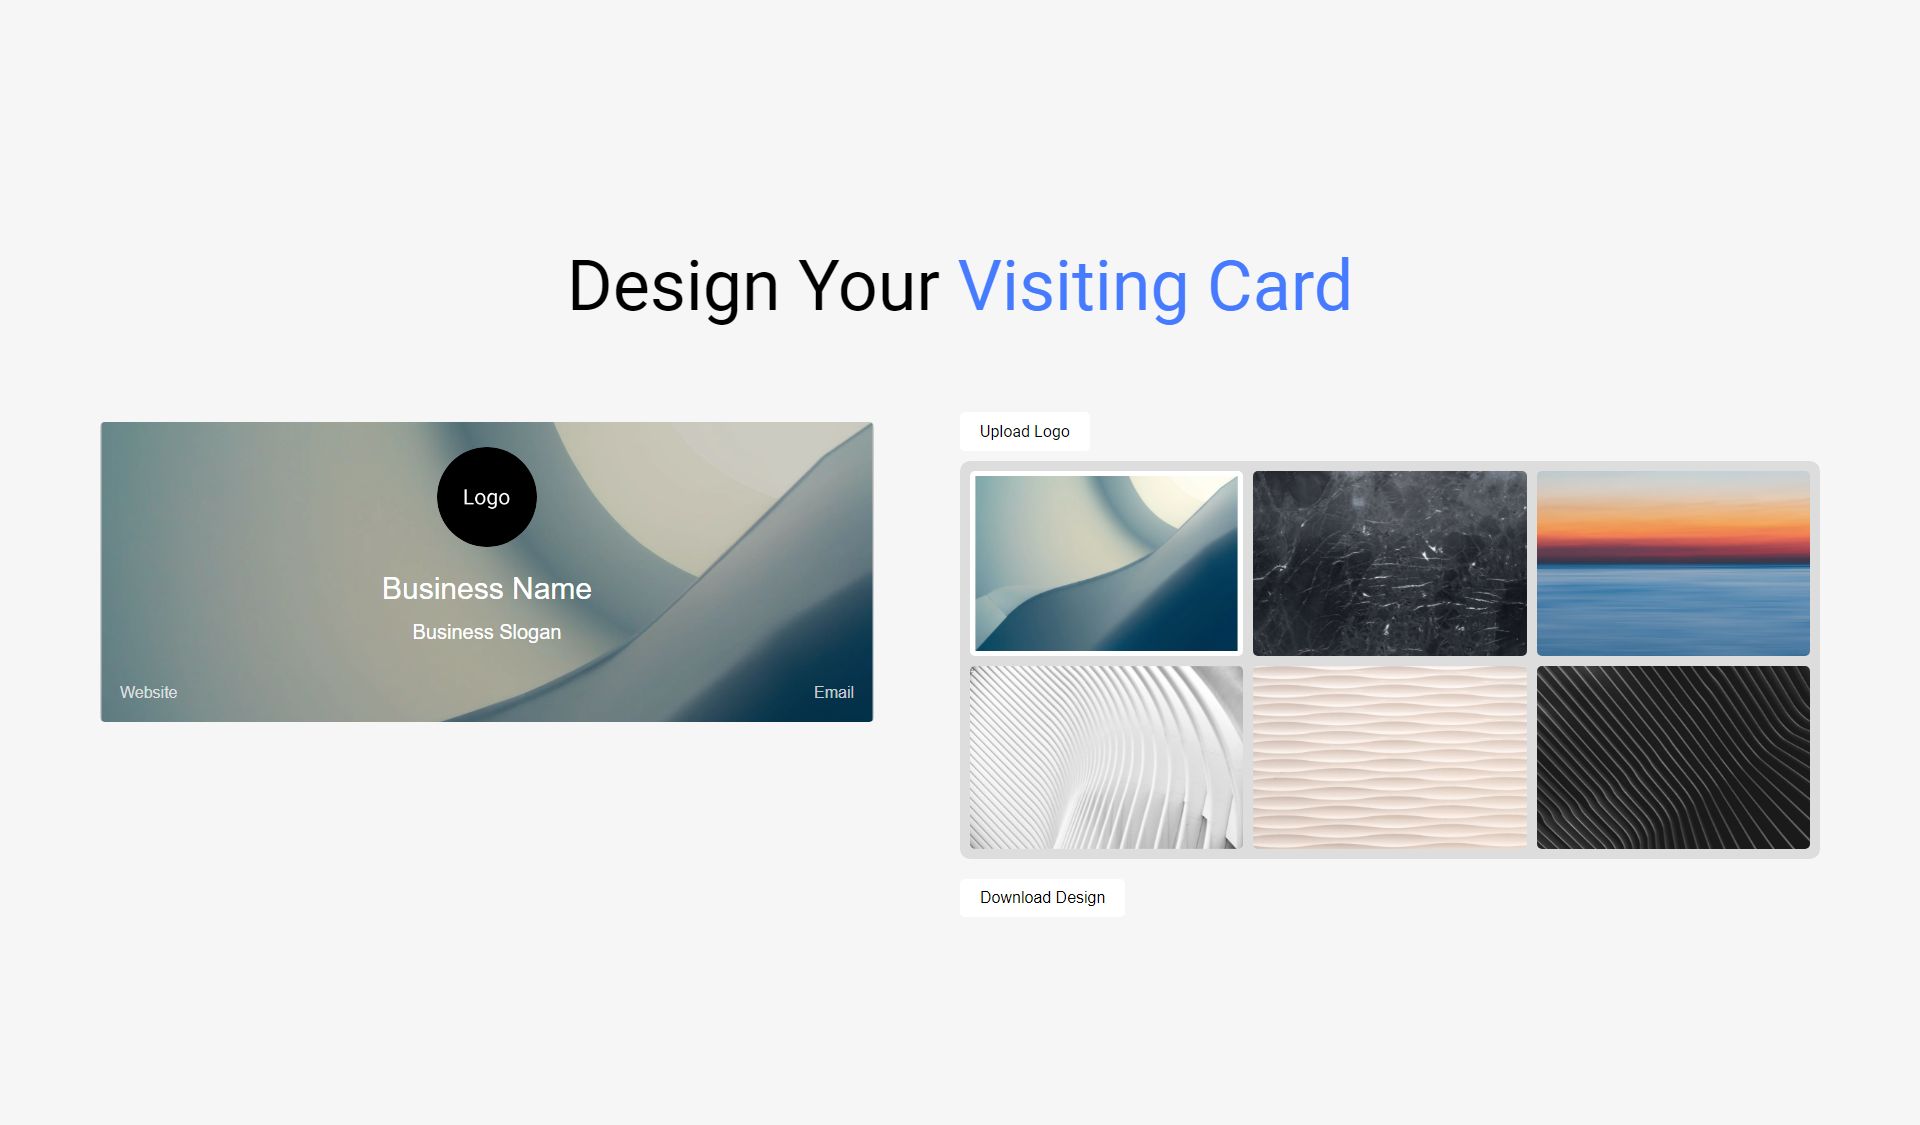 Design Your Visiting Card
Logo
Business Name
Business Slogan
Website
Email
Upload Logo
Download Design